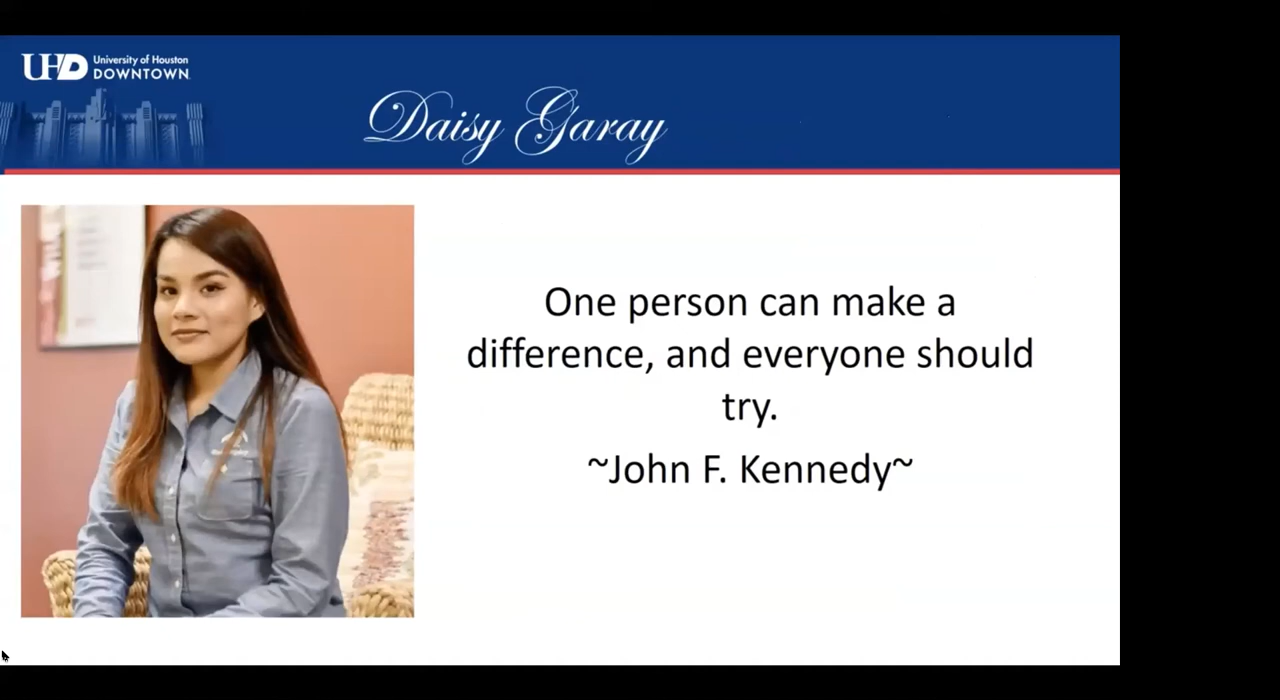 UHD University of Houston
DOWNTOWN
Daisy Garay
One person can make a
difference, and everyone should
try.
~John F. Kennedy~